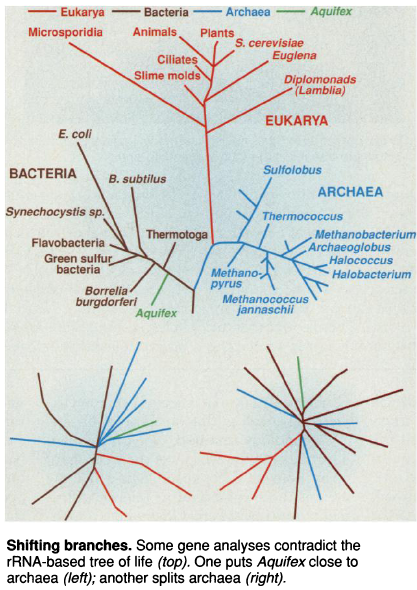 Eukarya Bacteria Archaea Aquifex
Microsporidia
Animals
Plants
S. cerevisiae
Euglena
Ciliates
Slime molds
Diplomonads
(Lamblia)
EUKARYA
E. coli
BACTERIA
B. subtilus
Synechocystis sp.
Flavobacteria
Green sulfur
bacteria
Borrelia
burgdorferi
Thermotoga
Aquifex
Sulfolobus
ARCHAEA
Thermococcus
Methanobacterium
Archaeoglobus
Halococcus
Halobacterium
Methano-
pyrus
Methanococcus
jannaschii
Shifting branches. Some gene analyses contradict the
rRNA-based tree of life (top). One puts Aquifex close to
archaea (left); another splits archaea (right).